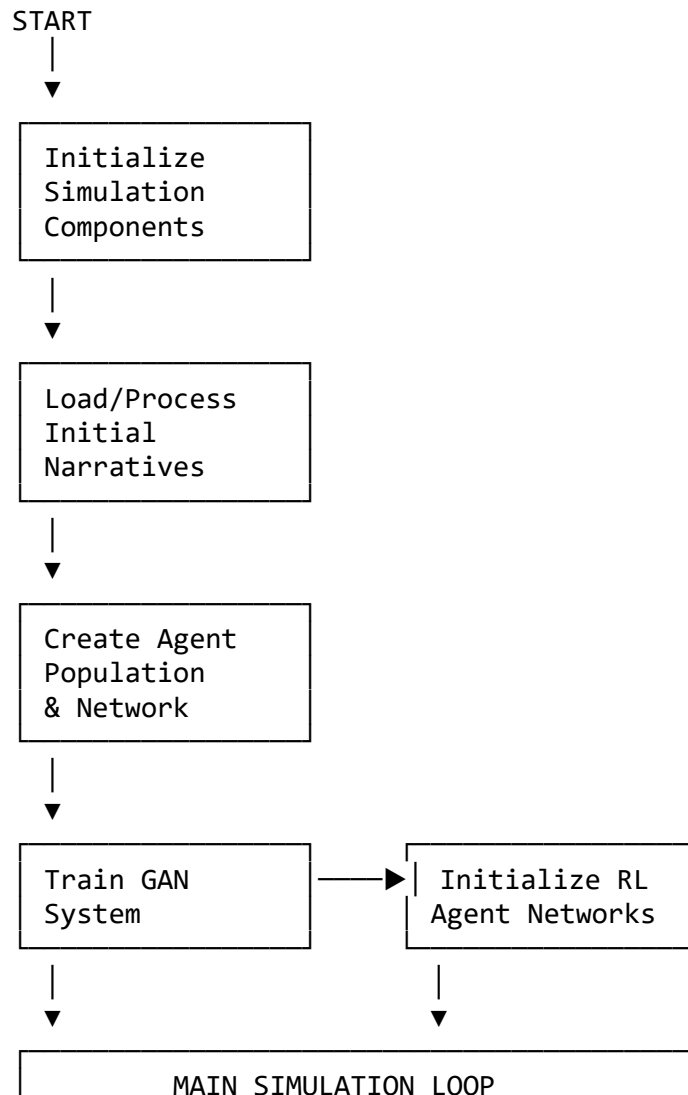 START
Initialize
Simulation
Components
Load/Process
Initial
Narratives
Create Agent
Population
& Network
Train GAN
System
Initialize RL
Agent Networks
MAIN SIMULATION LOOP